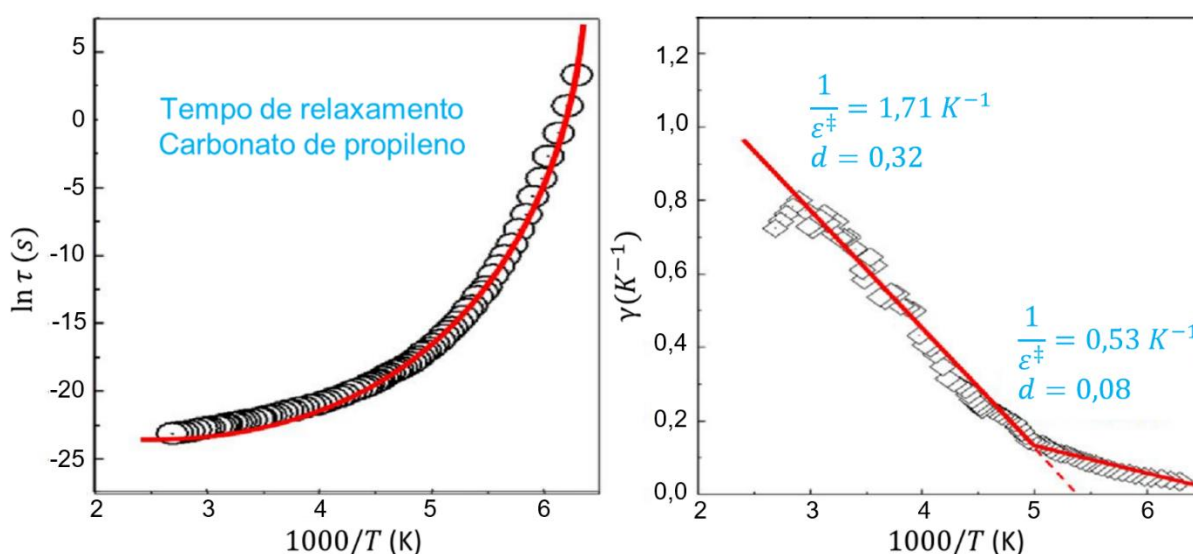 5
0
-5
-10
-15
-20
-25
ln τ (s)
Tempo de relaxamento
Carbonato de propileno
2 3 4 5 6
1000/T (K)
1,2
1,0
0,8
0,6
0,4
0,2
0,0
γ(K⁻¹)
1/ε‡ = 1,71 K⁻¹
d = 0,32
1/ε‡ = 0,53 K⁻¹
d = 0,08
2 3 4 5 6
1000/T (K)